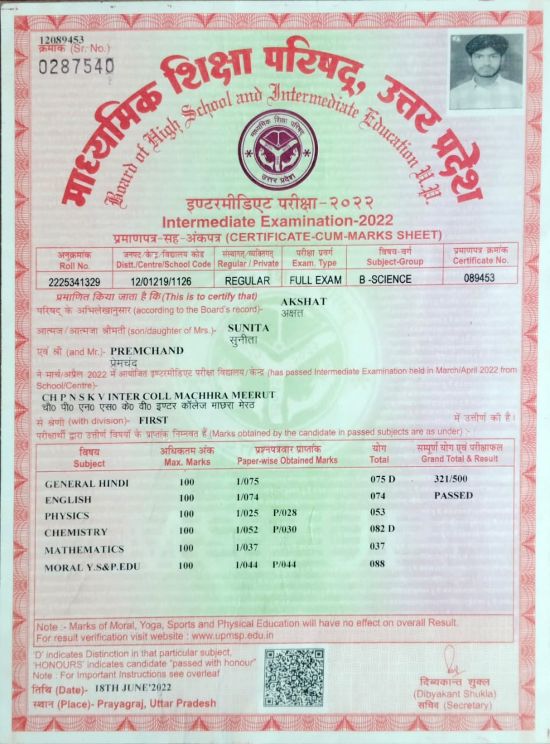 12089453
क्रमांक (Sr. No.)
0287540
माध्यमिक शिक्षा परिषद्, उत्तर प्रदेश
Board of High School and Intermediate Education U.P.
माध्यमिक शिक्षा परिषद्
उत्तर प्रदेश
इण्टरमीडिएट परीक्षा-२०२२
Intermediate Examination-2022
प्रमाणपत्र-सह-अंकपत्र (CERTIFICATE-CUM-MARKS SHEET)
अनुक्रमांक जनपद/केन्द्र/विद्यालय कोड संस्थागत/व्यक्तिगत परीक्षा प्रवर्ग विषय-वर्ग प्रमाणपत्र क्रमांक
Roll No. Distt./Centre/School Code Regular / Private Exam. Type Subject-Group Certificate No.
2225341329 12/01219/1126 REGULAR FULL EXAM B -SCIENCE 089453
प्रमाणित किया जाता है कि (This is to certify that) AKSHAT
परिषद के अभिलेखानुसार (according to the Board's record)- अक्षत
आत्मज / आत्मजा श्रीमती (son/daughter of Mrs.)- SUNITA
सुनीता
एवं श्री (and Mr.)- PREMCHAND
प्रेमचंद
ने मार्च/अप्रैल 2022 में आयोजित इण्टरमीडिएट परीक्षा विद्यालय/केन्द्र (has passed Intermediate Examination held in March/April 2022 from
School/Centre)-
CH P N S K V INTER COLL MACHHRA MEERUT
चौ० पी० एन० एस० के० वी० इण्टर कॉलेज माछरा मेरठ
से श्रेणी (with division)- FIRST में उत्तीर्ण की है।
परीक्षार्थी द्वारा उत्तीर्ण विषयों के प्राप्तांक निम्नवत हैं (Marks obtained by the candidate in passed subjects are as under) :-
विषय अधिकतम अंक प्रश्नपत्रवार प्राप्तांक योग सम्पूर्ण योग एवं परीक्षाफल
Subject Max. Marks Paper-wise Obtained Marks Total Grand Total & Result
GENERAL HINDI 100 1/075 075 D 321/500
ENGLISH 100 1/074 074 PASSED
PHYSICS 100 1/025 P/028 053
CHEMISTRY 100 1/052 P/030 082 D
MATHEMATICS 100 1/037 037
MORAL Y.S&P.EDU 100 1/044 P/044 088
Note :- Marks of Moral, Yoga, Sports and Physical Education will have no effect on overall Result.
For result verification visit website : www.upmsp.edu.in
'D' indicates Distinction in that particular subject,
'HONOURS' indicates candidate "passed with honour"
Note : For Important Instructions see overleaf
तिथि (Date)- 18TH JUNE'2022
स्थान (Place)- Prayagraj, Uttar Pradesh
दिब्यकान्त शुक्ल
(Dibyakant Shukla)
सचिव (Secretary)